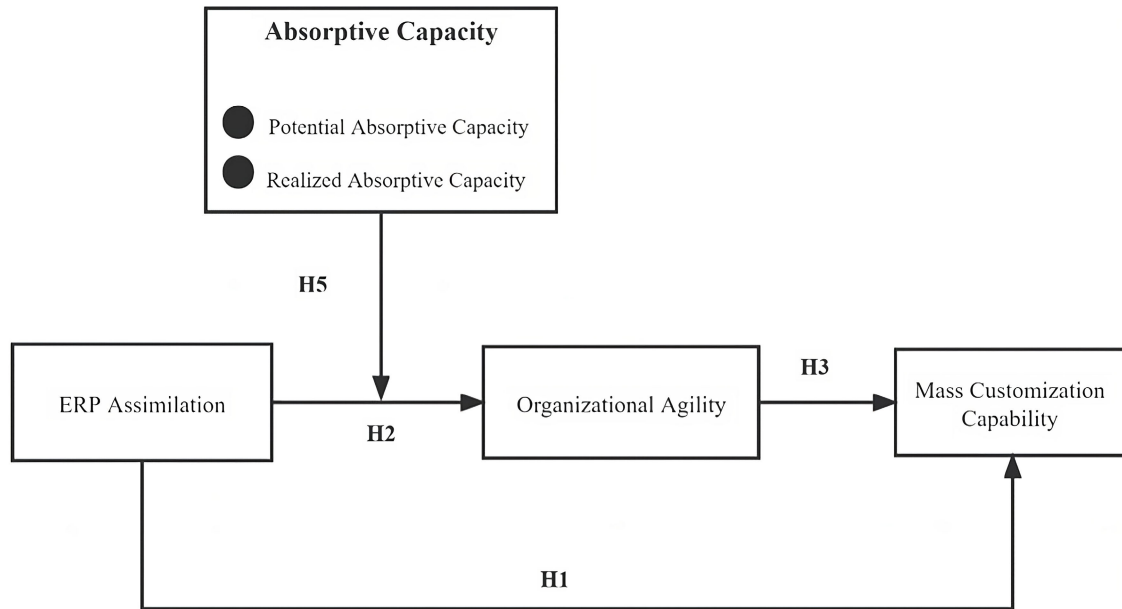 Absorptive Capacity
Potential Absorptive Capacity
Realized Absorptive Capacity
H5
ERP Assimilation
H2
Organizational Agility
H3
Mass Customization
Capability
H1